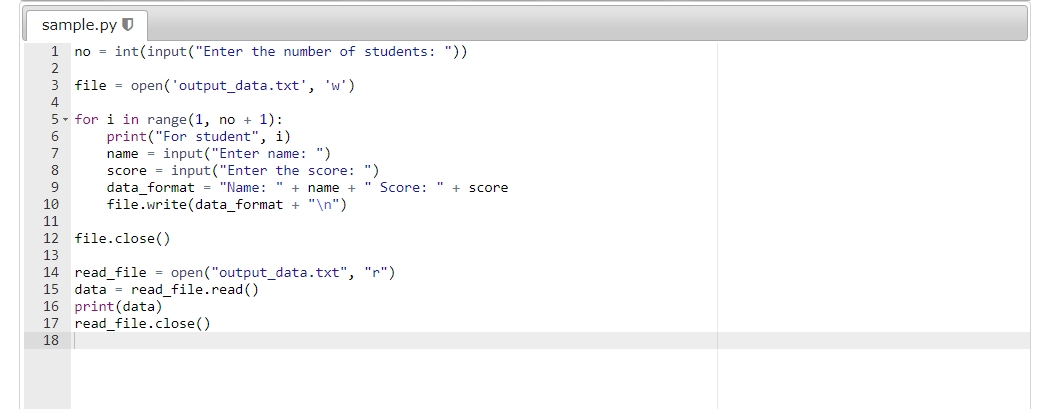 sample.py
1 no = int(input("Enter the number of students: "))
2
3 file = open('output_data.txt', 'w')
4
5 for i in range(1, no + 1):
6     print("For student", i)
7     name = input("Enter name: ")
8     score = input("Enter the score: ")
9     data_format = "Name: " + name + " Score: " + score
10     file.write(data_format + "\n")
11
12 file.close()
13
14 read_file = open("output_data.txt", "r")
15 data = read_file.read()
16 print(data)
17 read_file.close()
18